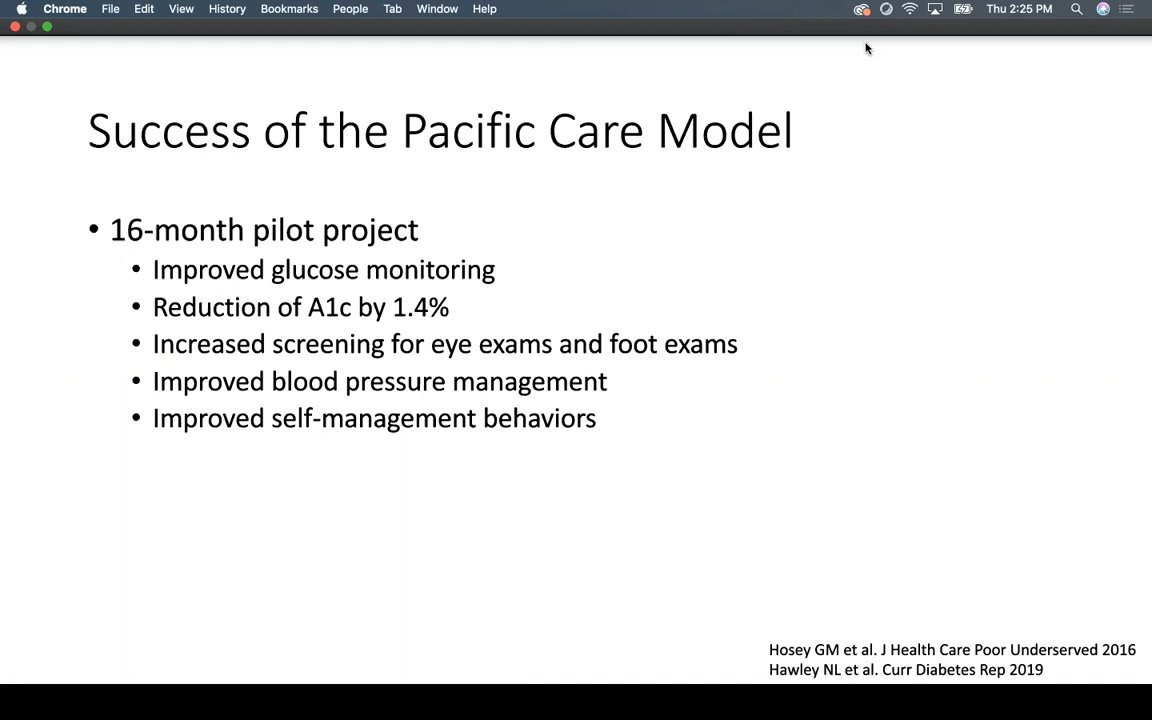 Chrome File Edit View History Bookmarks People Tab Window Help Thu 2:25 PM
Success of the Pacific Care Model
• 16-month pilot project
• Improved glucose monitoring
• Reduction of A1c by 1.4%
• Increased screening for eye exams and foot exams
• Improved blood pressure management
• Improved self-management behaviors
Hosey GM et al. J Health Care Poor Underserved 2016
Hawley NL et al. Curr Diabetes Rep 2019